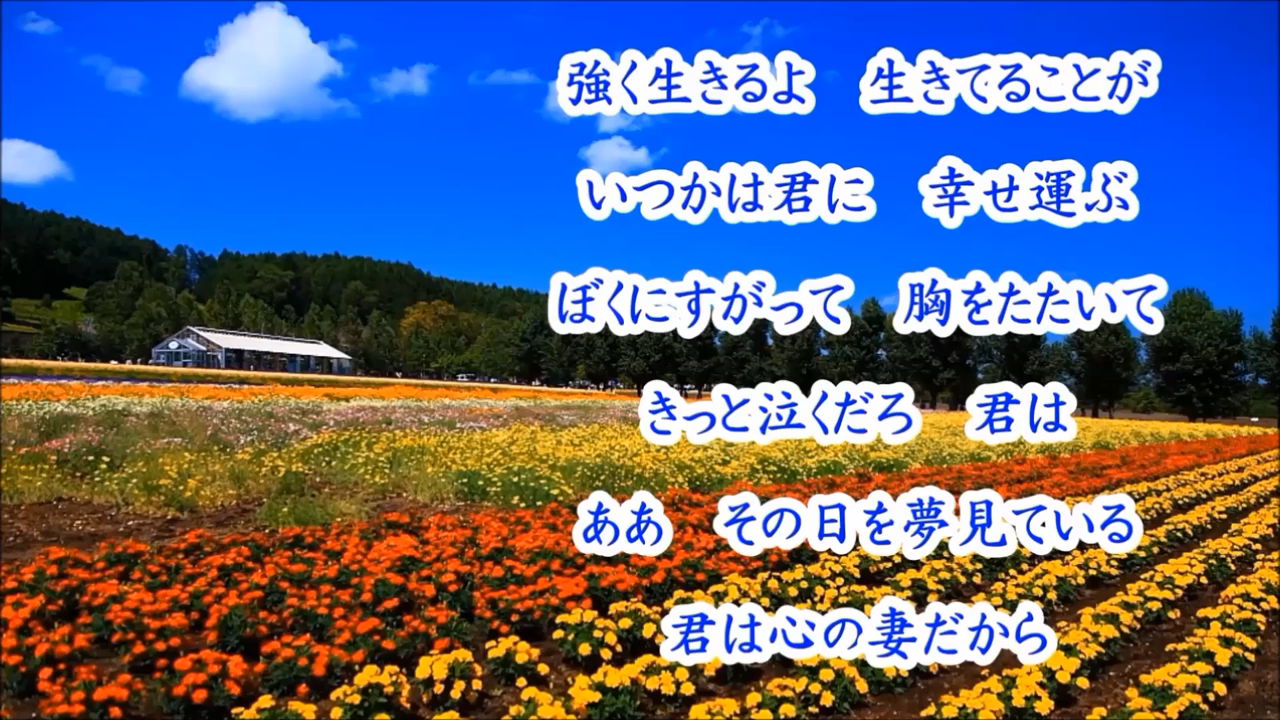 強く生きるよ　生きてることが
いつかは君に　幸せ運ぶ
ぼくにすがって　胸をたたいて
きっと泣くだろ　君は
ああ　その日を夢見ている
君は心の妻だから